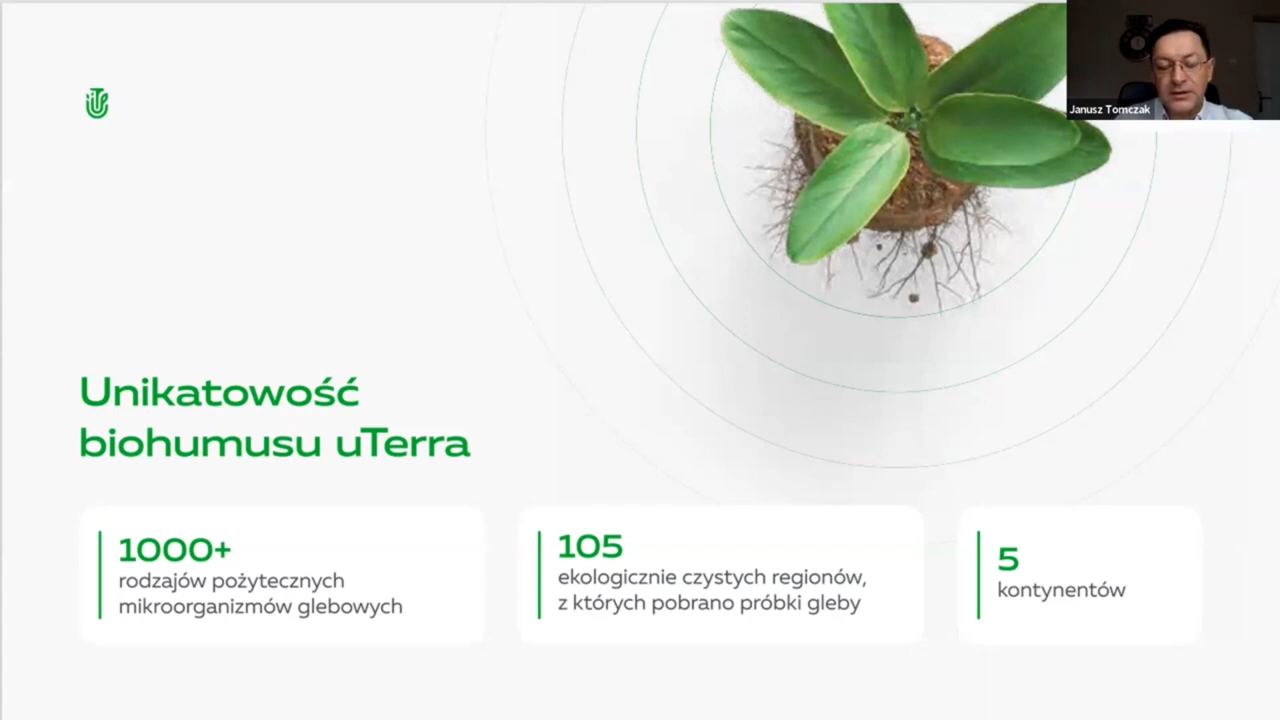 Janusz Tomczak
Unikatowość
biohumusu uTerra
1000+
rodzajów pożytecznych
mikroorganizmów glebowych
105
ekologicznie czystych regionów,
z których pobrano próbki gleby
5
kontynentów